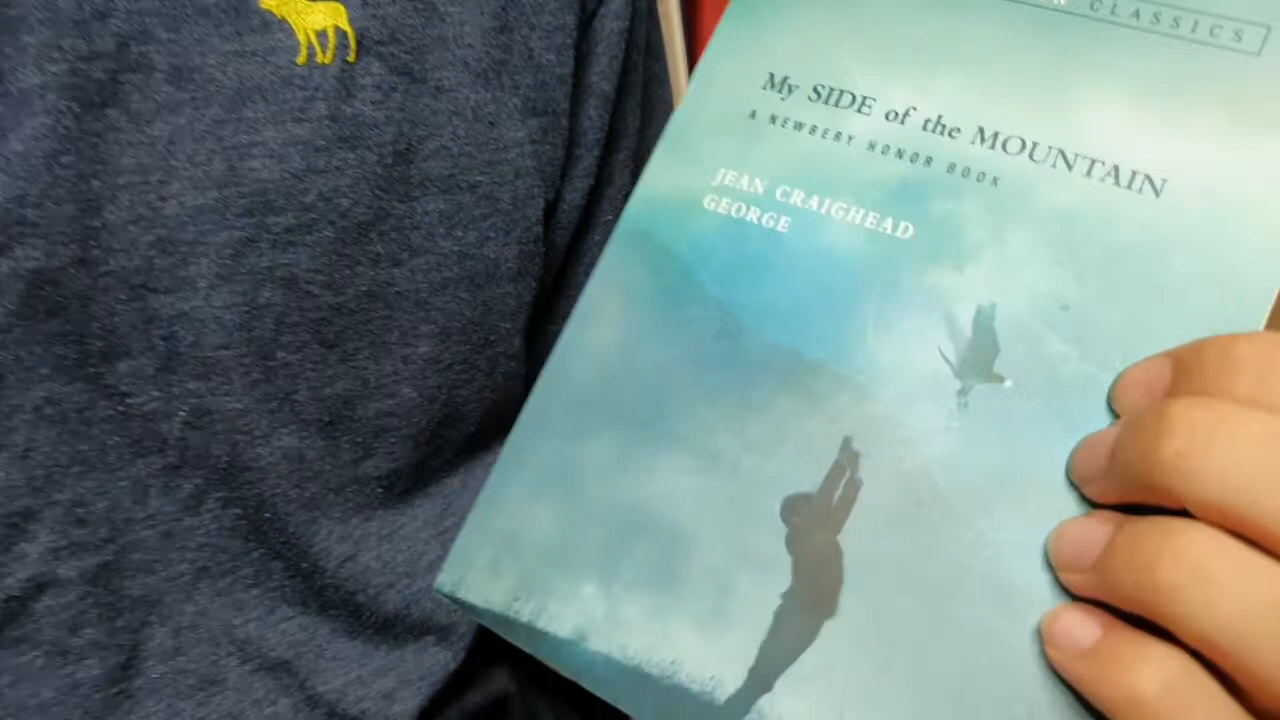 CLASSICS
My SIDE of the MOUNTAIN
A NEWBERY HONOR BOOK
JEAN CRAIGHEAD
GEORGE